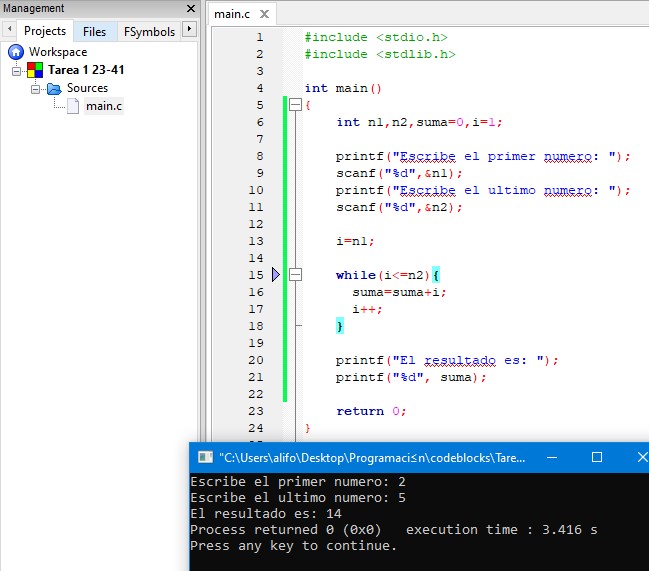 Management
Projects Files FSymbols
Workspace
Tarea 1 23-41
Sources
main.c
main.c
1 #include <stdio.h>
2 #include <stdlib.h>
3
4 int main()
5 {
6 int n1,n2,suma=0,i=1;
7
8 printf("Escribe el primer numero: ");
9 scanf("%d",&n1);
10 printf("Escribe el ultimo numero: ");
11 scanf("%d",&n2);
12
13 i=n1;
14
15 while(i<=n2){
16 suma=suma+i;
17 i++;
18 }
19
20 printf("El resultado es: ");
21 printf("%d", suma);
22
23 return 0;
24 }
"C:\Users\alifo\Desktop\Programaci≤n\codeblocks\Tare...
Escribe el primer numero: 2
Escribe el ultimo numero: 5
El resultado es: 14
Process returned 0 (0x0) execution time : 3.416 s
Press any key to continue.